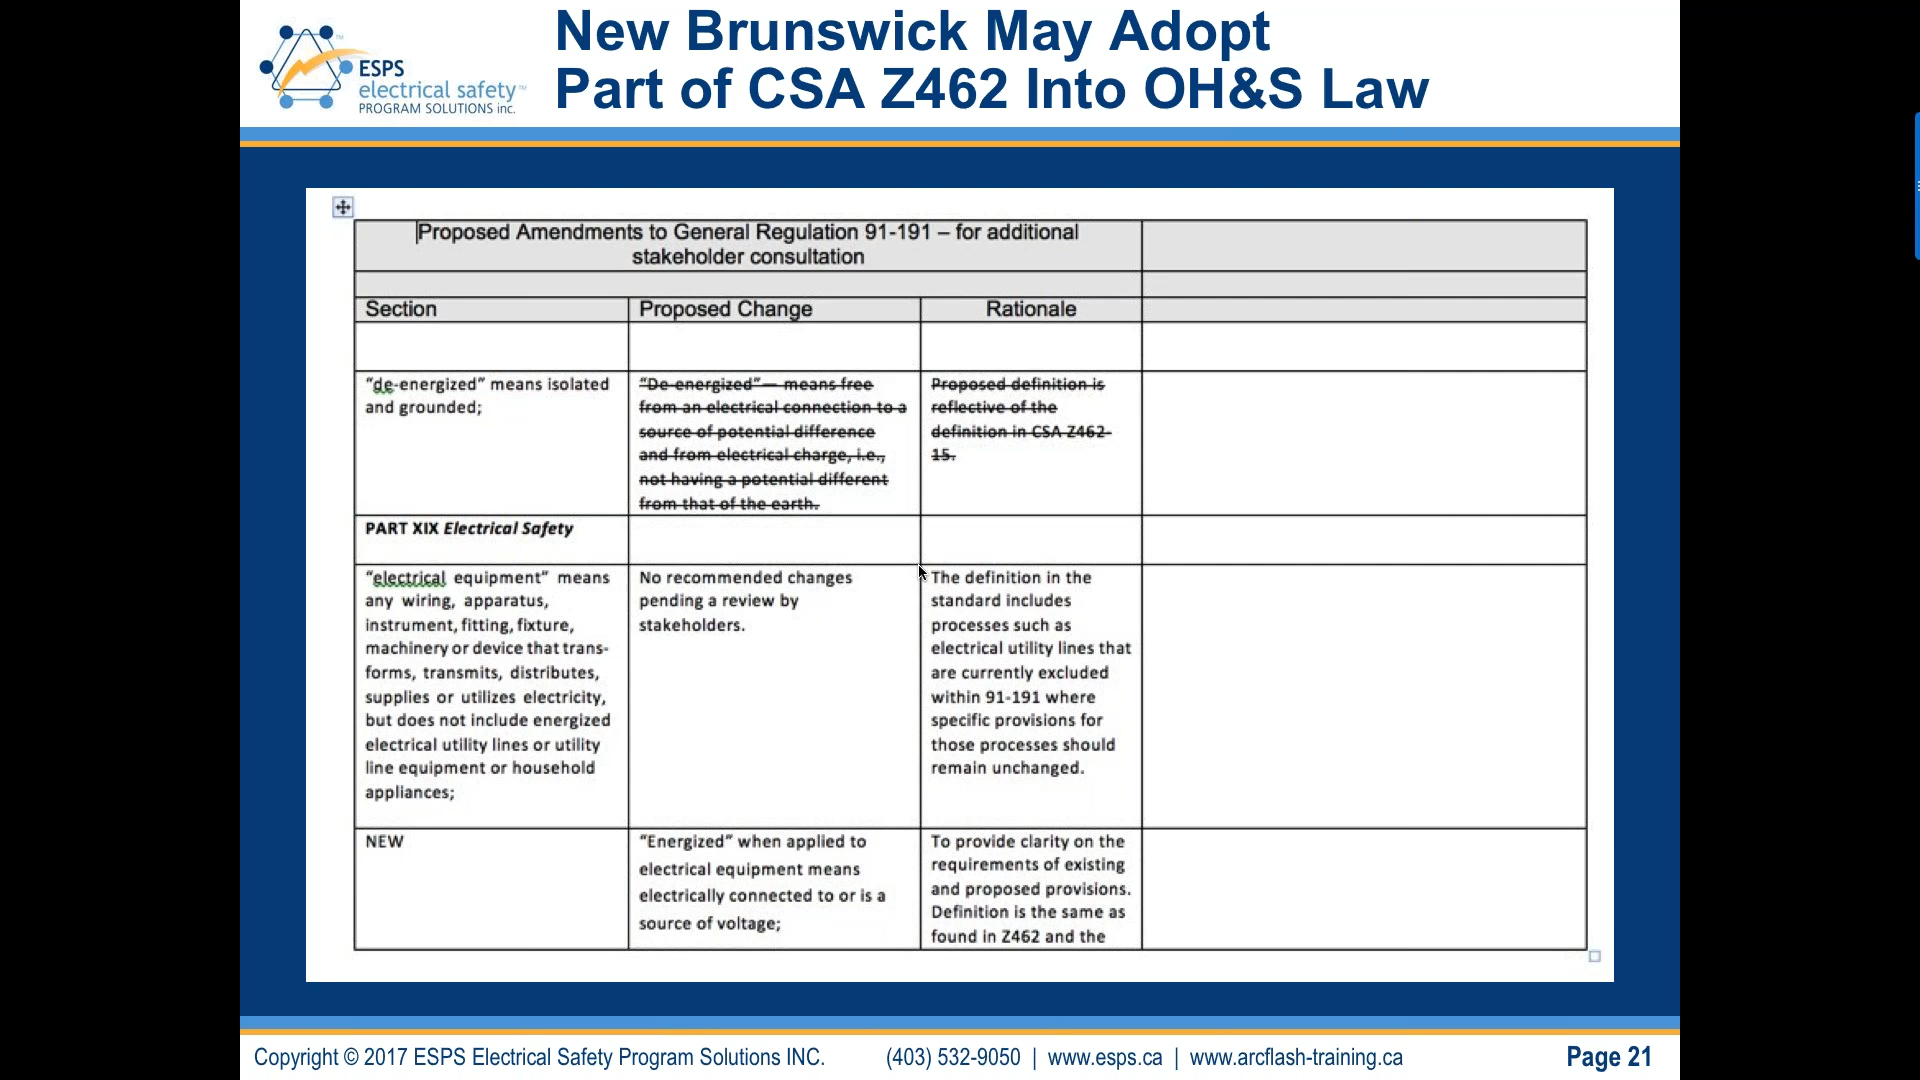 New Brunswick May Adopt
Part of CSA Z462 Into OH&S Law
ESPS
electrical safety™
PROGRAM SOLUTIONS inc.
Proposed Amendments to General Regulation 91-191 – for additional
stakeholder consultation
Section
Proposed Change
Rationale
"de-energized" means isolated
and grounded;
"De-energized"— means free
from an electrical connection to a
source of potential difference
and from electrical charge, i.e.,
not having a potential different
from that of the earth.
Proposed definition is
reflective of the
definition in CSA Z462-
15.
PART XIX Electrical Safety
"electrical equipment" means
any wiring, apparatus,
instrument, fitting, fixture,
machinery or device that trans-
forms, transmits, distributes,
supplies or utilizes electricity,
but does not include energized
electrical utility lines or utility
line equipment or household
appliances;
No recommended changes
pending a review by
stakeholders.
The definition in the
standard includes
processes such as
electrical utility lines that
are currently excluded
within 91-191 where
specific provisions for
those processes should
remain unchanged.
NEW
"Energized" when applied to
electrical equipment means
electrically connected to or is a
source of voltage;
To provide clarity on the
requirements of existing
and proposed provisions.
Definition is the same as
found in Z462 and the
Copyright © 2017 ESPS Electrical Safety Program Solutions INC.
(403) 532-9050 | www.esps.ca | www.arcflash-training.ca
Page 21